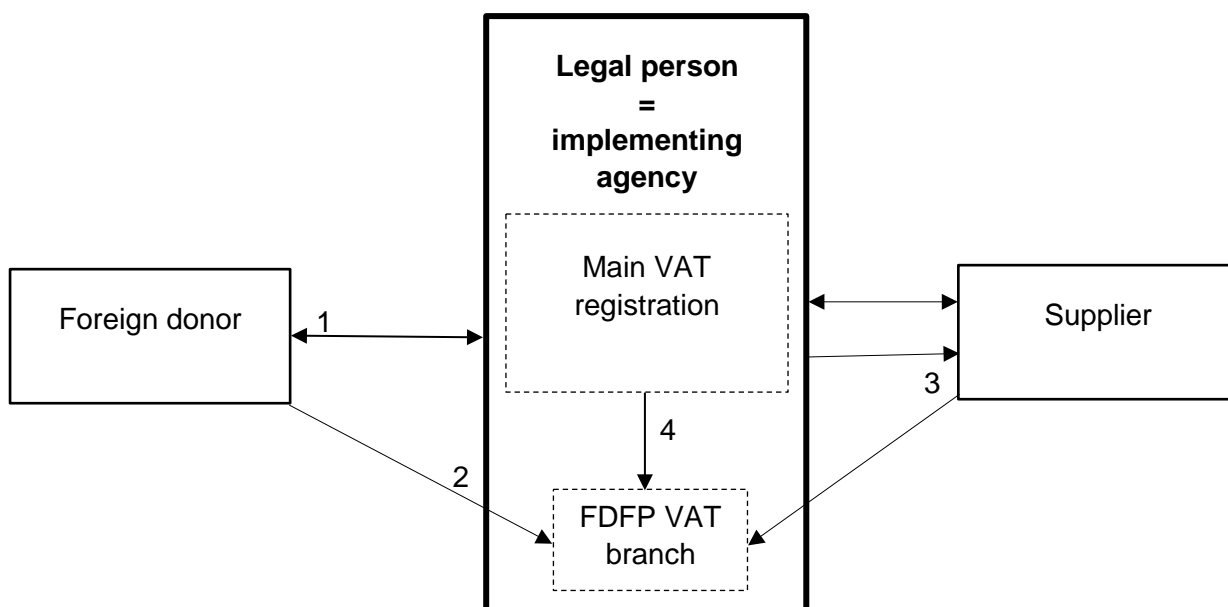 Legal person
=
implementing
agency
Main VAT
registration
Foreign donor
1
Supplier
3
4
2
FDFP VAT
branch